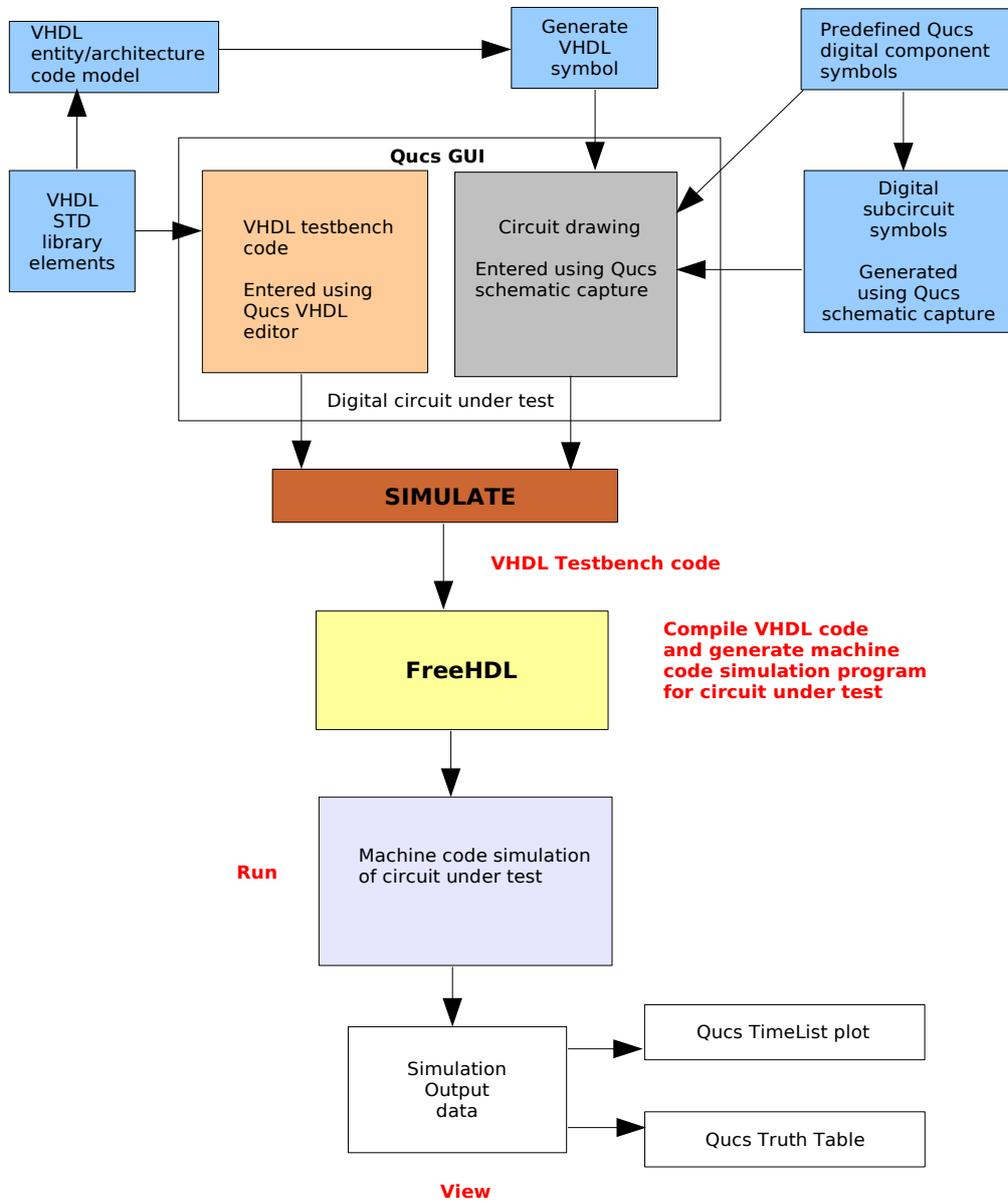 VHDL
entity/architecture
code model
Generate
VHDL
symbol
Predefined Qucs
digital component
symbols
Qucs GUI
VHDL
STD
library
elements
VHDL testbench
code
Entered using
Qucs VHDL
editor
Circuit drawing
Entered using Qucs
schematic capture
Digital
subcircuit
symbols
Generated
using Qucs
schematic capture
Digital circuit under test
SIMULATE
VHDL Testbench code
FreeHDL
Compile VHDL code
and generate machine
code simulation program
for circuit under test
Run
Machine code simulation
of circuit under test
Simulation
Output
data
Qucs TimeList plot
Qucs Truth Table
View